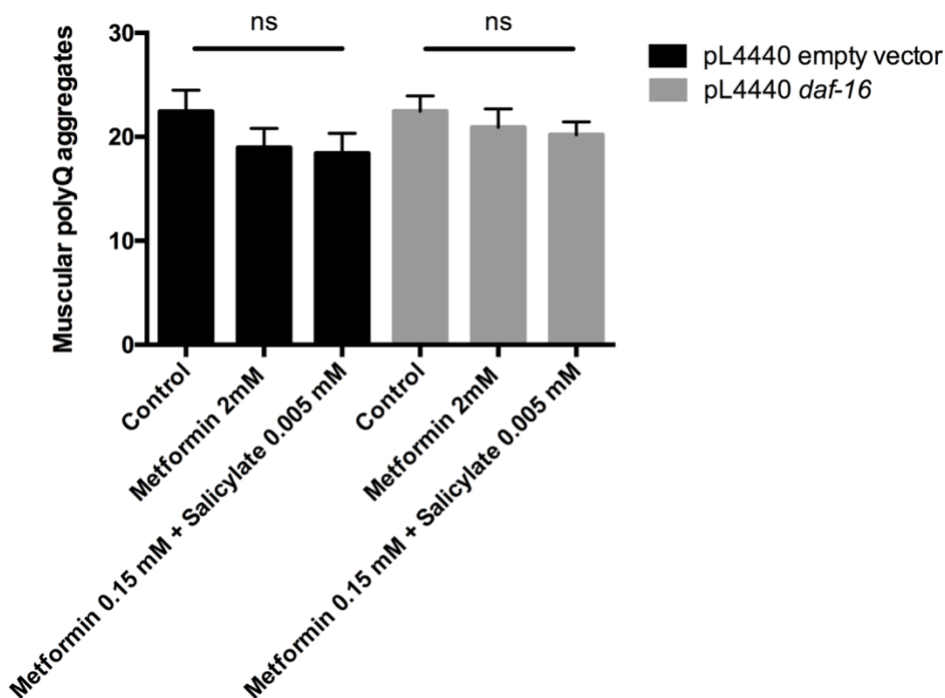 ns
ns
pL4440 empty vector
pL4440 daf-16
Muscular polyQ aggregates
30
20
10
0
Control
Metformin 2mM
Metformin 0.15 mM + Salicylate 0.005 mM
Control
Metformin 2mM
Metformin 0.15 mM + Salicylate 0.005 mM